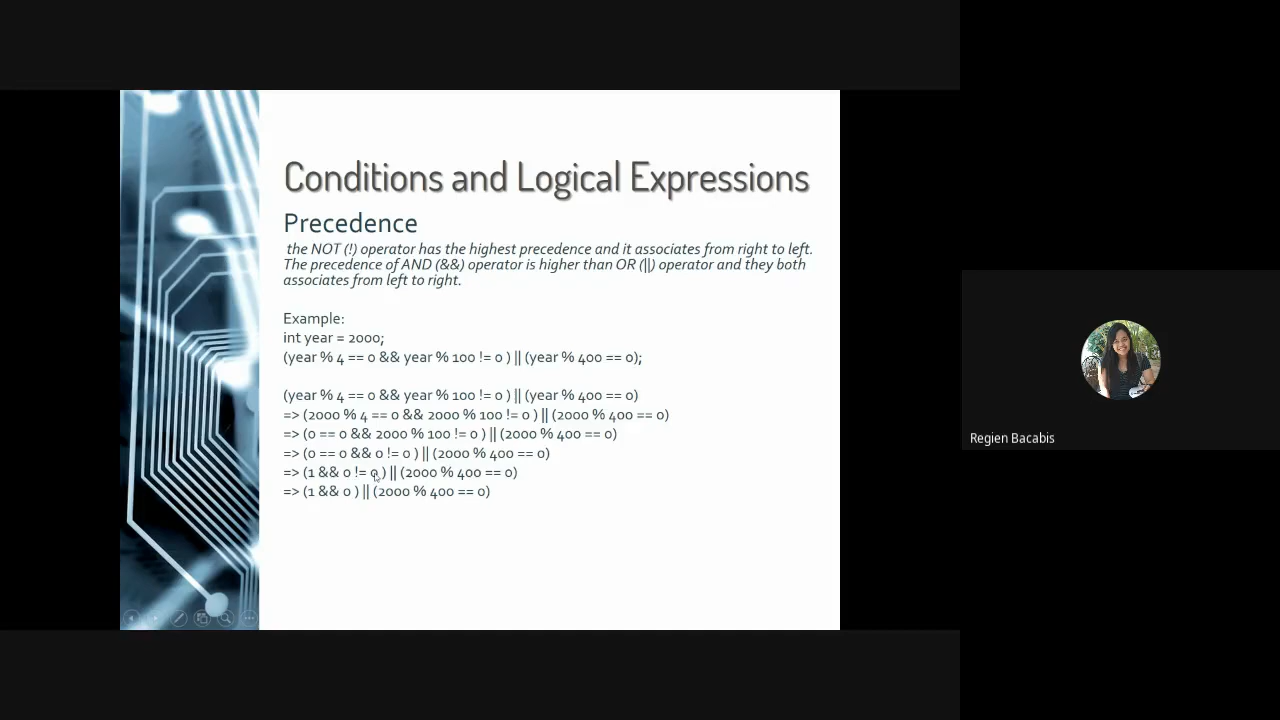 Conditions and Logical Expressions
Precedence
the NOT (!) operator has the highest precedence and it associates from right to left.
The precedence of AND (&&) operator is higher than OR (||) operator and they both
associates from left to right.
Example:
int year = 2000;
(year % 4 == 0 && year % 100 != 0 ) || (year % 400 == 0);
(year % 4 == 0 && year % 100 != 0 ) || (year % 400 == 0)
=> (2000 % 4 == 0 && 2000 % 100 != 0 ) || (2000 % 400 == 0)
=> (0 == 0 && 2000 % 100 != 0 ) || (2000 % 400 == 0)
=> (0 == 0 && 0 != 0 ) || (2000 % 400 == 0)
=> (1 && 0 != 0 ) || (2000 % 400 == 0)
=> (1 && 0 ) || (2000 % 400 == 0)
Regien Bacabis